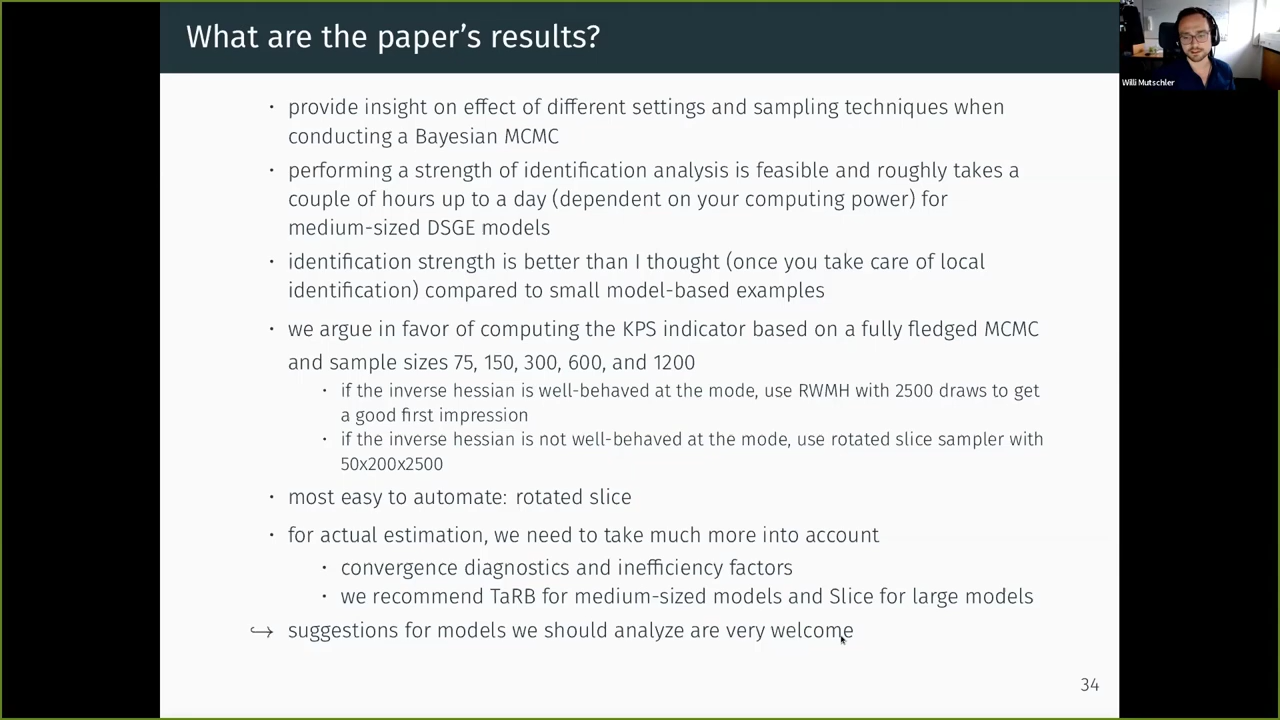 What are the paper's results?
Willi Mutschler
· provide insight on effect of different settings and sampling techniques when
conducting a Bayesian MCMC
· performing a strength of identification analysis is feasible and roughly takes a
couple of hours up to a day (dependent on your computing power) for
medium-sized DSGE models
· identification strength is better than I thought (once you take care of local
identification) compared to small model-based examples
· we argue in favor of computing the KPS indicator based on a fully fledged MCMC
and sample sizes 75, 150, 300, 600, and 1200
· if the inverse hessian is well-behaved at the mode, use RWMH with 2500 draws to get
a good first impression
· if the inverse hessian is not well-behaved at the mode, use rotated slice sampler with
50x200x2500
· most easy to automate: rotated slice
· for actual estimation, we need to take much more into account
· convergence diagnostics and inefficiency factors
· we recommend TaRB for medium-sized models and Slice for large models
↪ suggestions for models we should analyze are very welcome
34